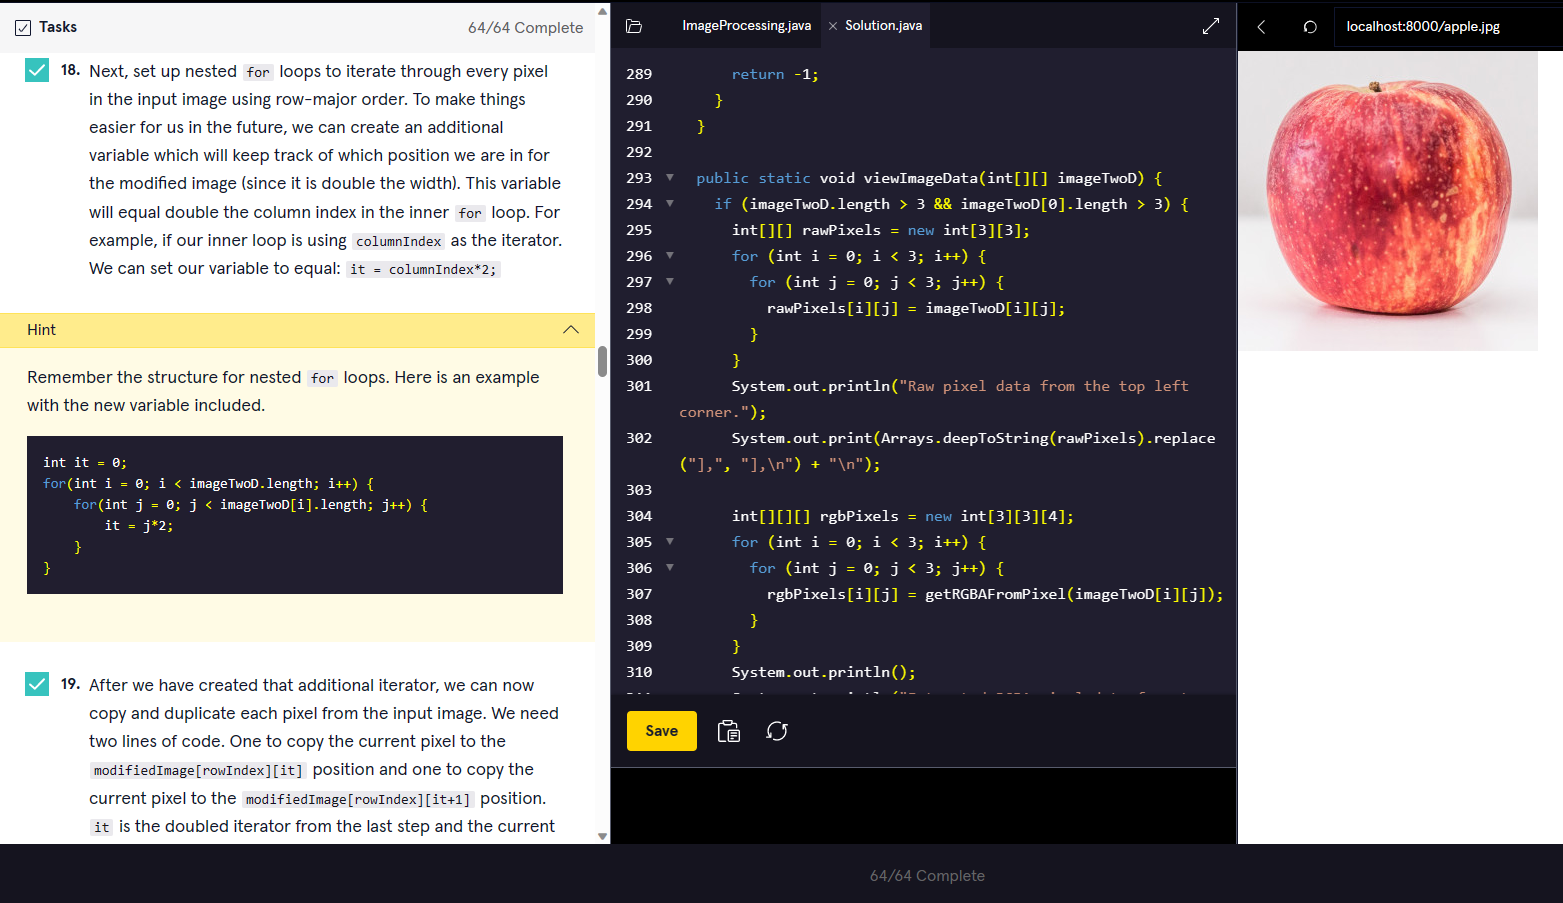 Tasks
64/64 Complete
18. Next, set up nested for loops to iterate through every pixel
in the input image using row-major order. To make things
easier for us in the future, we can create an additional
variable which will keep track of which position we are in for
the modified image (since it is double the width). This variable
will equal double the column index in the inner for loop. For
example, if our inner loop is using columnIndex as the iterator.
We can set our variable to equal: it = columnIndex*2;
Hint
Remember the structure for nested for loops. Here is an example
with the new variable included.
int it = 0;
for(int i = 0; i < imageTwoD.length; i++) {
for(int j = 0; j < imageTwoD[i].length; j++) {
it = j*2;
}
}
19. After we have created that additional iterator, we can now
copy and duplicate each pixel from the input image. We need
two lines of code. One to copy the current pixel to the
modifiedImage[rowIndex][it] position and one to copy the
current pixel to the modifiedImage[rowIndex][it+1] position.
it is the doubled iterator from the last step and the current
ImageProcessing.java
Solution.java
289 return -1;
290 }
291 }
292
293 public static void viewImageData(int[][] imageTwoD) {
294 if (imageTwoD.length > 3 && imageTwoD[0].length > 3) {
295 int[][] rawPixels = new int[3][3];
296 for (int i = 0; i < 3; i++) {
297 for (int j = 0; j < 3; j++) {
298 rawPixels[i][j] = imageTwoD[i][j];
299 }
300 }
301 System.out.println("Raw pixel data from the top left
corner.");
302 System.out.print(Arrays.deepToString(rawPixels).replace
("],", "],\n") + "\n");
303
304 int[][][] rgbPixels = new int[3][3][4];
305 for (int i = 0; i < 3; i++) {
306 for (int j = 0; j < 3; j++) {
307 rgbPixels[i][j] = getRGBAFromPixel(imageTwoD[i][j]);
308 }
309 }
310 System.out.println();
Save
localhost:8000/apple.jpg
64/64 Complete